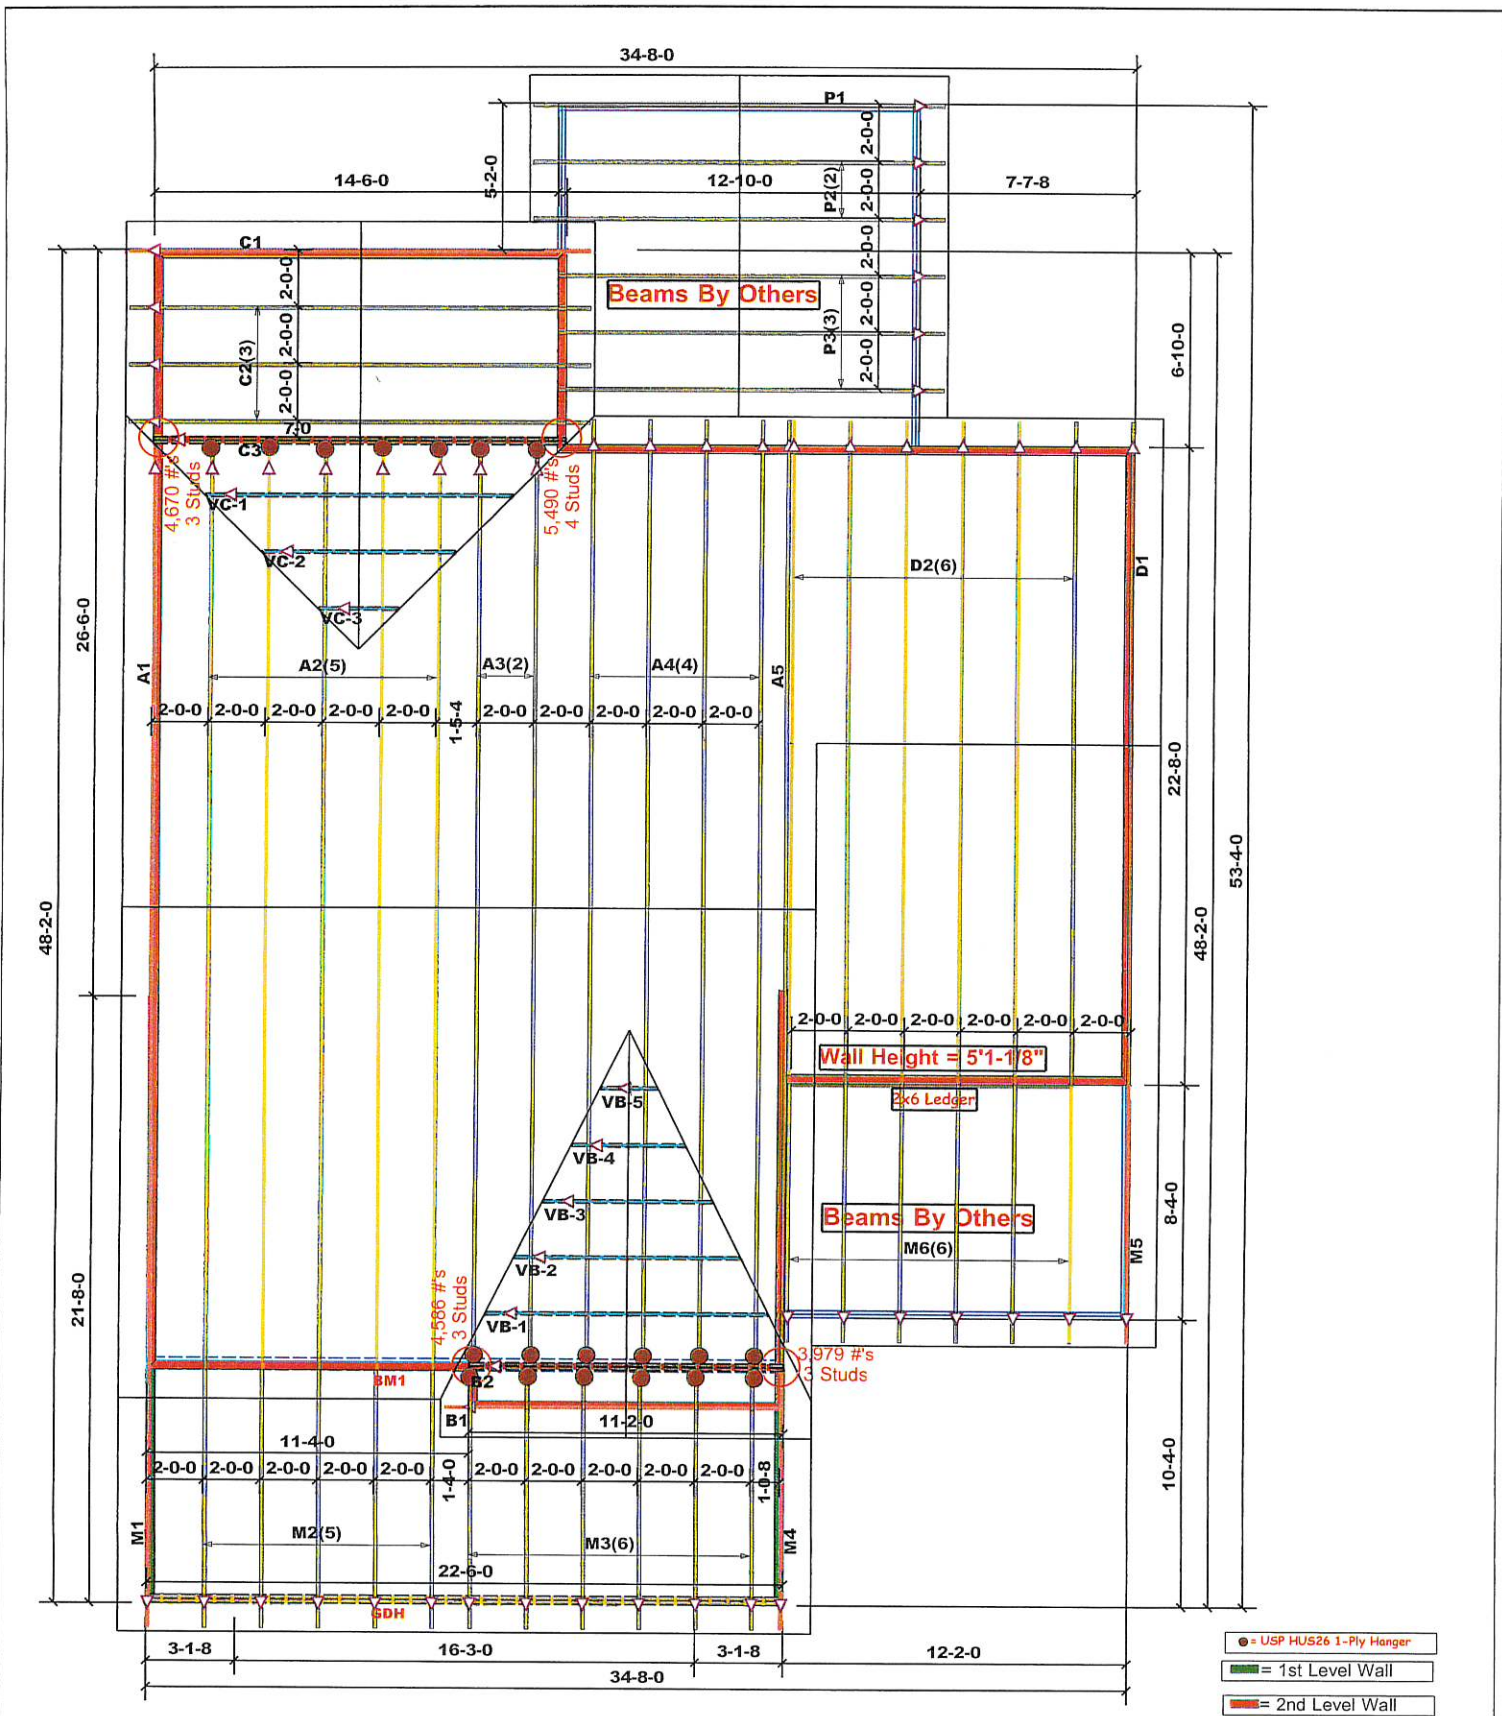 34-8-0
P1
2-0-0
5-2-0
14-6-0
12-10-0
7-7-8
P2(2)
2-0-0
C1
2-0-0
2-0-0
Beams By Others
C2(3)
2-0-0
P3(3)
2-0-0
6-10-0
2-0-0
2-0-0
7-0
C3
4,670 #'s
3 Studs
5,490 #'s
4 Studs
VC-1
VC-2
D2(6)
D1
VC-3
26-6-0
A1
A2(5)
A3(2)
A4(4)
A5
2-0-0 2-0-0 2-0-0 2-0-0 2-0-0 1-5-4 2-0-0 2-0-0 2-0-0 2-0-0 2-0-0
22-8-0
53-4-0
48-2-0
48-2-0
2-0-0 2-0-0 2-0-0 2-0-0 2-0-0 2-0-0
Wall Height = 5'1-1/8"
2x6 Ledger
VB-5
VB-4
VB-3
Beams By Others
8-4-0
M6(6)
M5
VB-2
21-8-0
4,586 #'s
3 Studs
VB-1
3,979 #'s
3 Studs
BM1
B2
B1
11-2-0
11-4-0
2-0-0 2-0-0 2-0-0 2-0-0 2-0-0 1-4-0 2-0-0 2-0-0 2-0-0 2-0-0 2-0-0 1-0-8
10-4-0
M1
M2(5)
M3(6)
M4
22-6-0
GDH
3-1-8
16-3-0
3-1-8
12-2-0
34-8-0
= USP HUS26 1-Ply Hanger
= 1st Level Wall
= 2nd Level Wall